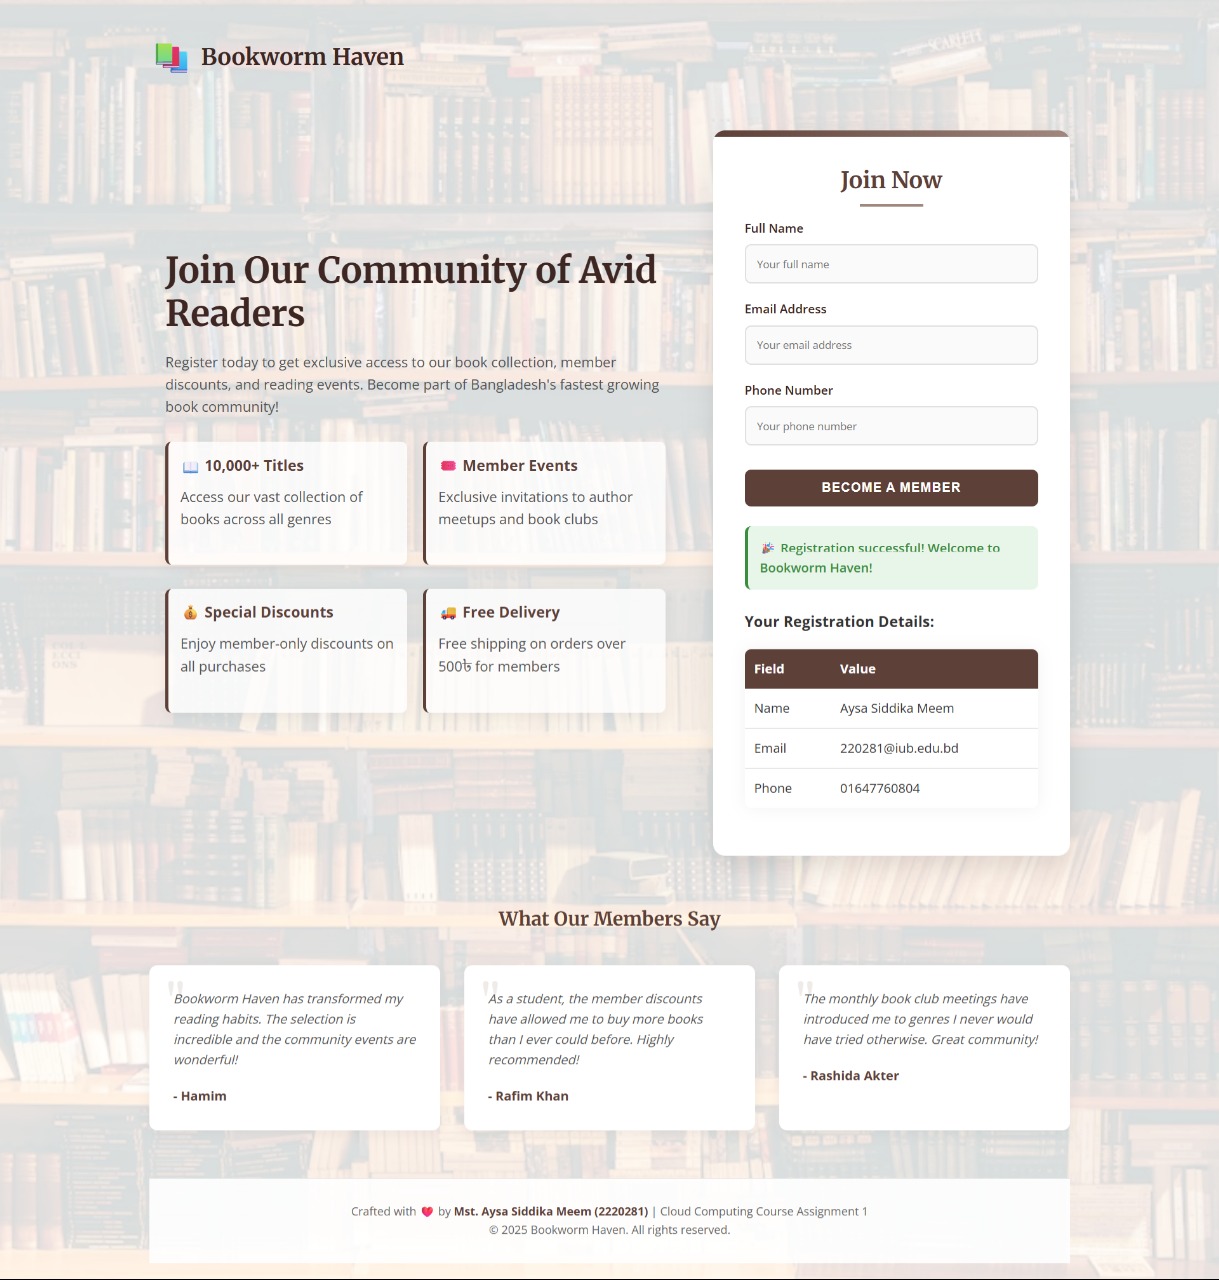 Bookworm Haven
Join Our Community of Avid
Readers
Register today to get exclusive access to our book collection, member
discounts, and reading events. Become part of Bangladesh's fastest growing
book community!
📖 10,000+ Titles
Access our vast collection of
books across all genres
🎟️ Member Events
Exclusive invitations to author
meetups and book clubs
💰 Special Discounts
Enjoy member-only discounts on
all purchases
🚚 Free Delivery
Free shipping on orders over
500৳ for members
Join Now
Full Name
Your full name
Email Address
Your email address
Phone Number
Your phone number
BECOME A MEMBER
🎉 Registration successful! Welcome to
Bookworm Haven!
Your Registration Details:
Field Value
Name Aysa Siddika Meem
Email 220281@iub.edu.bd
Phone 01647760804
What Our Members Say
"
Bookworm Haven has transformed my
reading habits. The selection is
incredible and the community events are
wonderful!
- Hamim
"
As a student, the member discounts
have allowed me to buy more books
than I ever could before. Highly
recommended!
- Rafim Khan
"
The monthly book club meetings have
introduced me to genres I never would
have tried otherwise. Great community!
- Rashida Akter
Crafted with ❤️ by Mst. Aysa Siddika Meem (2220281) | Cloud Computing Course Assignment 1
© 2025 Bookworm Haven. All rights reserved.